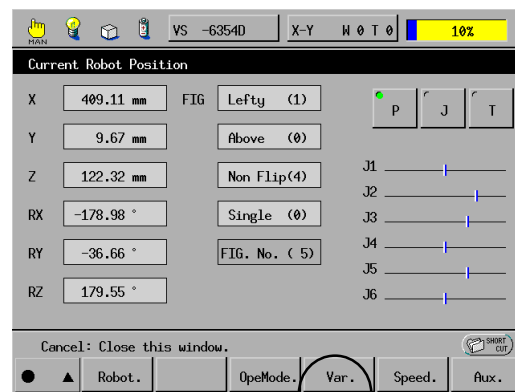 MAN VS -6354D X-Y W 0 T 0 10%
Current Robot Position
X 409.11 mm FIG Lefty (1) P J T
Y 9.67 mm Above (0)
Z 122.32 mm Non Flip(4)
RX -178.98 ° Single (0)
RY -36.66 ° FIG. No. ( 5)
RZ 179.55 °
J1
J2
J3
J4
J5
J6
Cancel: Close this window. SHORT CUT
Robot. OpeMode. Var. Speed. Aux.